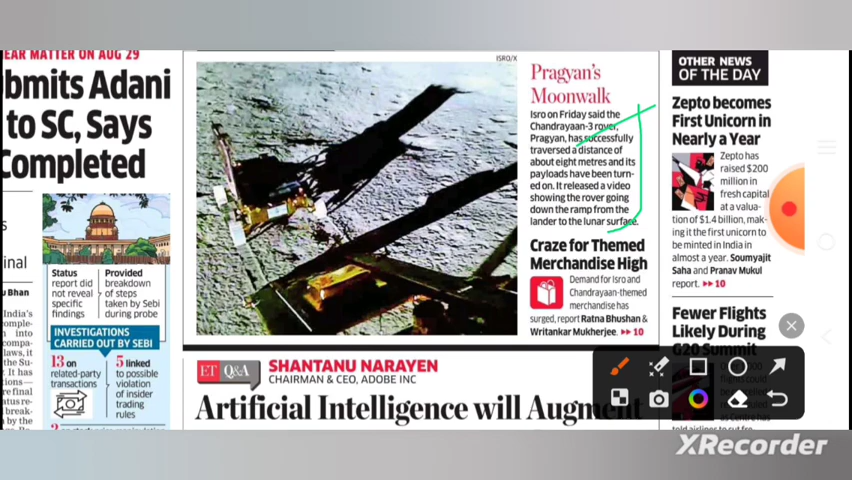 EAR MATTER ON AUG 29
bmits Adani
to SC, Says
Completed
Status
report did
not reveal
specific
findings
Provided
breakdown
of steps
taken by Sebi
during probe
INVESTIGATIONS
CARRIED OUT BY SEBI
13 on
related-party
transactions
5 linked
to possible
violation
of insider
trading
rules
ISRO/X
Pragyan's
Moonwalk
Isro on Friday said the
Chandrayaan-3 rover,
Pragyan, has successfully
traversed a distance of
about eight metres and its
payloads have been turn-
ed on. It released a video
showing the rover going
down the ramp from the
lander to the lunar surface.
Craze for Themed
Merchandise High
Demand for Isro and
Chandrayaan-themed
merchandise has
surged, report Ratna Bhushan &
Writankar Mukherjee. ▸▸ 10
ET Q&A
SHANTANU NARAYEN
CHAIRMAN & CEO, ADOBE INC
Artificial Intelligence will Augment
OTHER NEWS
OF THE DAY
Zepto becomes
First Unicorn in
Nearly a Year
Zepto has
raised $200
million in
fresh capital
at a valua-
tion of $1.4 billion, mak-
ing it the first unicorn to
be minted in India in
almost a year. Soumyajit
Saha and Pranav Mukul
report. ▸▸ 10
Fewer Flights
Likely During
G20 Summit
XRecorder